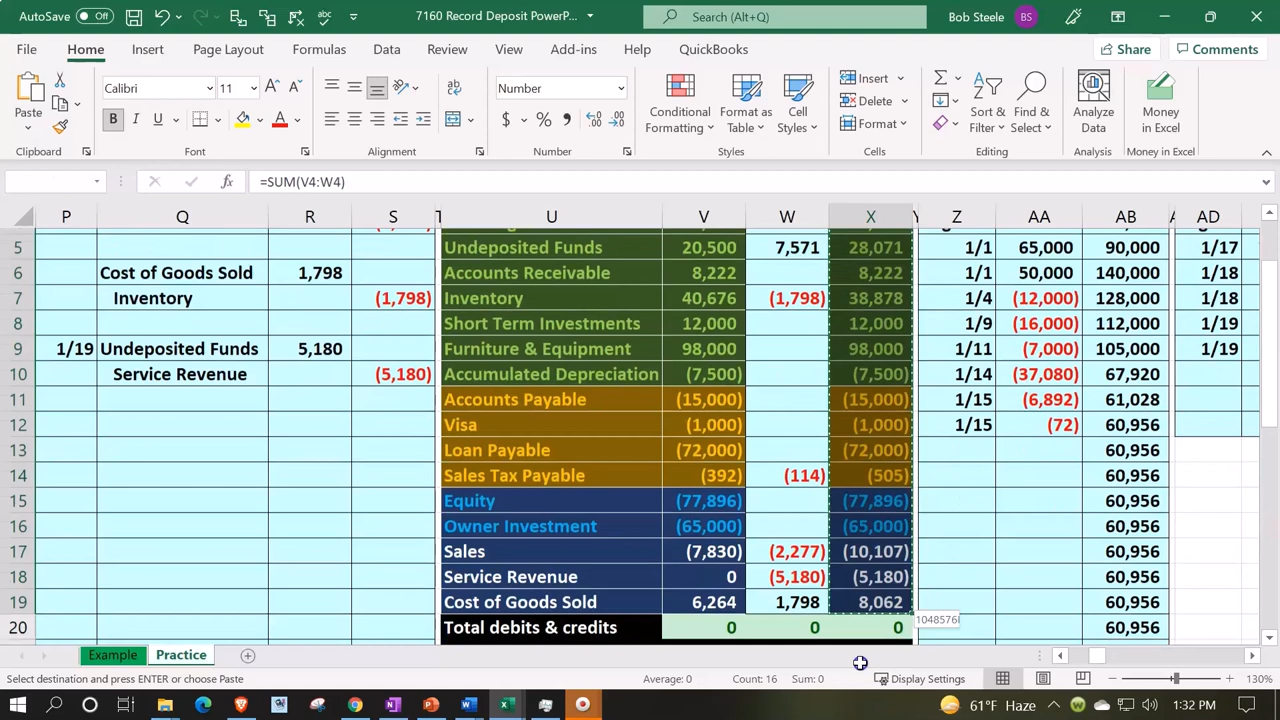 AutoSave Off 7160 Record Deposit PowerP... Search (Alt+Q) Bob Steele BS
File Home Insert Page Layout Formulas Data Review View Add-ins Help QuickBooks Share Comments
Paste Calibri 11 Number Conditional Formatting Format as Table Cell Styles Insert Delete Format Sort & Filter Find & Select Analyze Data Money in Excel
Clipboard Font Alignment Number Styles Cells Editing Analysis Money in Excel
=SUM(V4:W4)
P Q R S T U V W X Y Z AA AB AD
5 Undeposited Funds 20,500 7,571 28,071 1/1 65,000 90,000 1/17
6 Cost of Goods Sold 1,798 Accounts Receivable 8,222 8,222 1/1 50,000 140,000 1/18
7 Inventory (1,798) Inventory 40,676 (1,798) 38,878 1/4 (12,000) 128,000 1/18
8 Short Term Investments 12,000 12,000 1/9 (16,000) 112,000 1/19
9 1/19 Undeposited Funds 5,180 Furniture & Equipment 98,000 98,000 1/11 (7,000) 105,000 1/19
10 Service Revenue (5,180) Accumulated Depreciation (7,500) (7,500) 1/14 (37,080) 67,920
11 Accounts Payable (15,000) (15,000) 1/15 (6,892) 61,028
12 Visa (1,000) (1,000) 1/15 (72) 60,956
13 Loan Payable (72,000) (72,000) 60,956
14 Sales Tax Payable (392) (114) (505) 60,956
15 Equity (77,896) (77,896) 60,956
16 Owner Investment (65,000) (65,000) 60,956
17 Sales (7,830) (2,277) (10,107) 60,956
18 Service Revenue 0 (5,180) (5,180) 60,956
19 Cost of Goods Sold 6,264 1,798 8,062 60,956
1048576
20 Total debits & credits 0 0 0 60,956
Example Practice
Select destination and press ENTER or choose Paste Average: 0 Count: 16 Sum: 0 Display Settings 130%
61°F Haze 1:32 PM